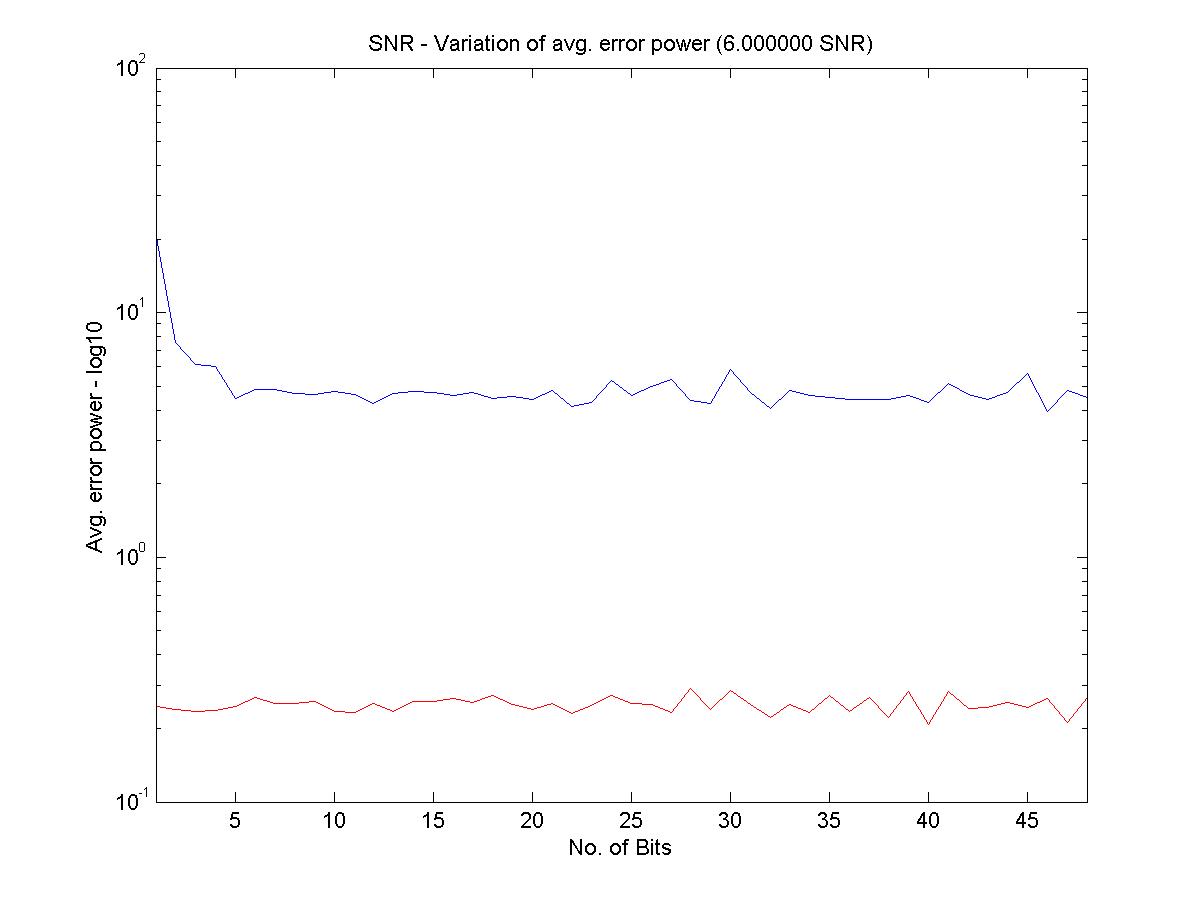 SNR - Variation of avg. error power (6.000000 SNR)
10^2
10^1
10^0
10^-1
Avg. error power - log10
5 10 15 20 25 30 35 40 45
No. of Bits